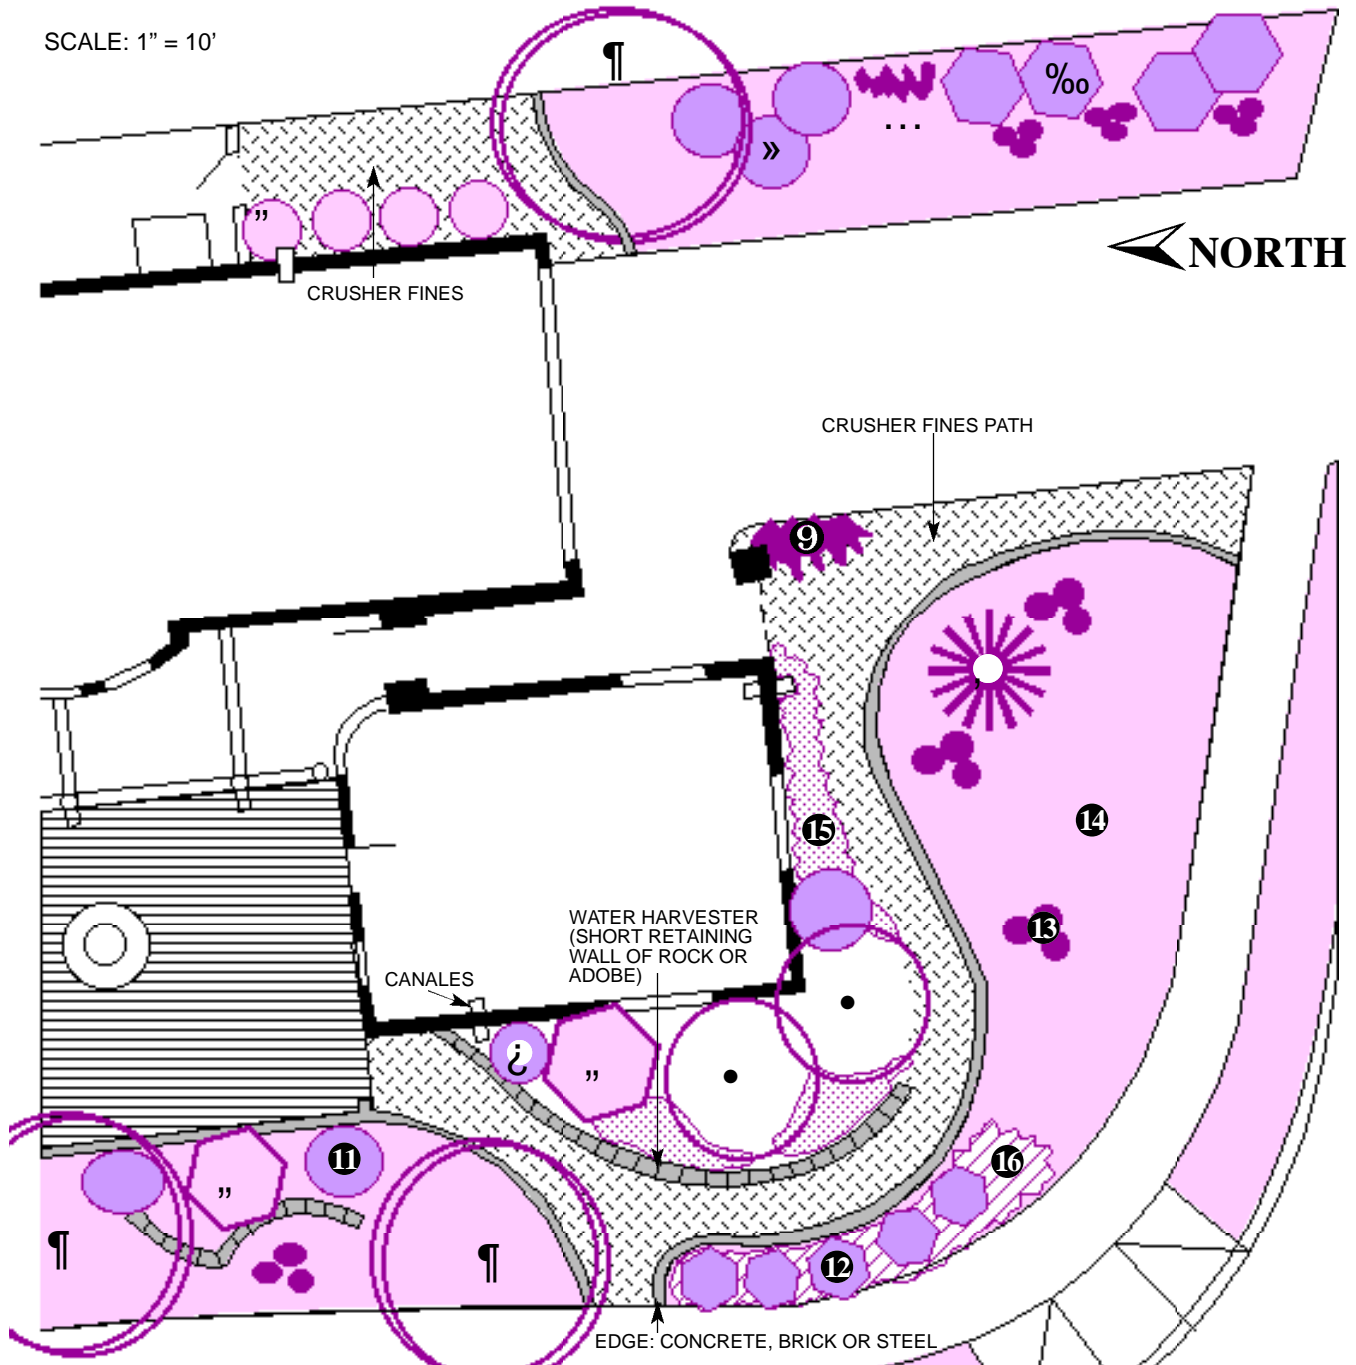 SCALE: 1” = 10’
¶
‰
...
»
”
NORTH
CRUSHER FINES
CRUSHER FINES PATH
9
14
15
13
WATER HARVESTER
(SHORT RETAINING
WALL OF ROCK OR
ADOBE)
CANALES
•
¿
„
•
11
16
„
¶
¶
12
EDGE: CONCRETE, BRICK OR STEEL